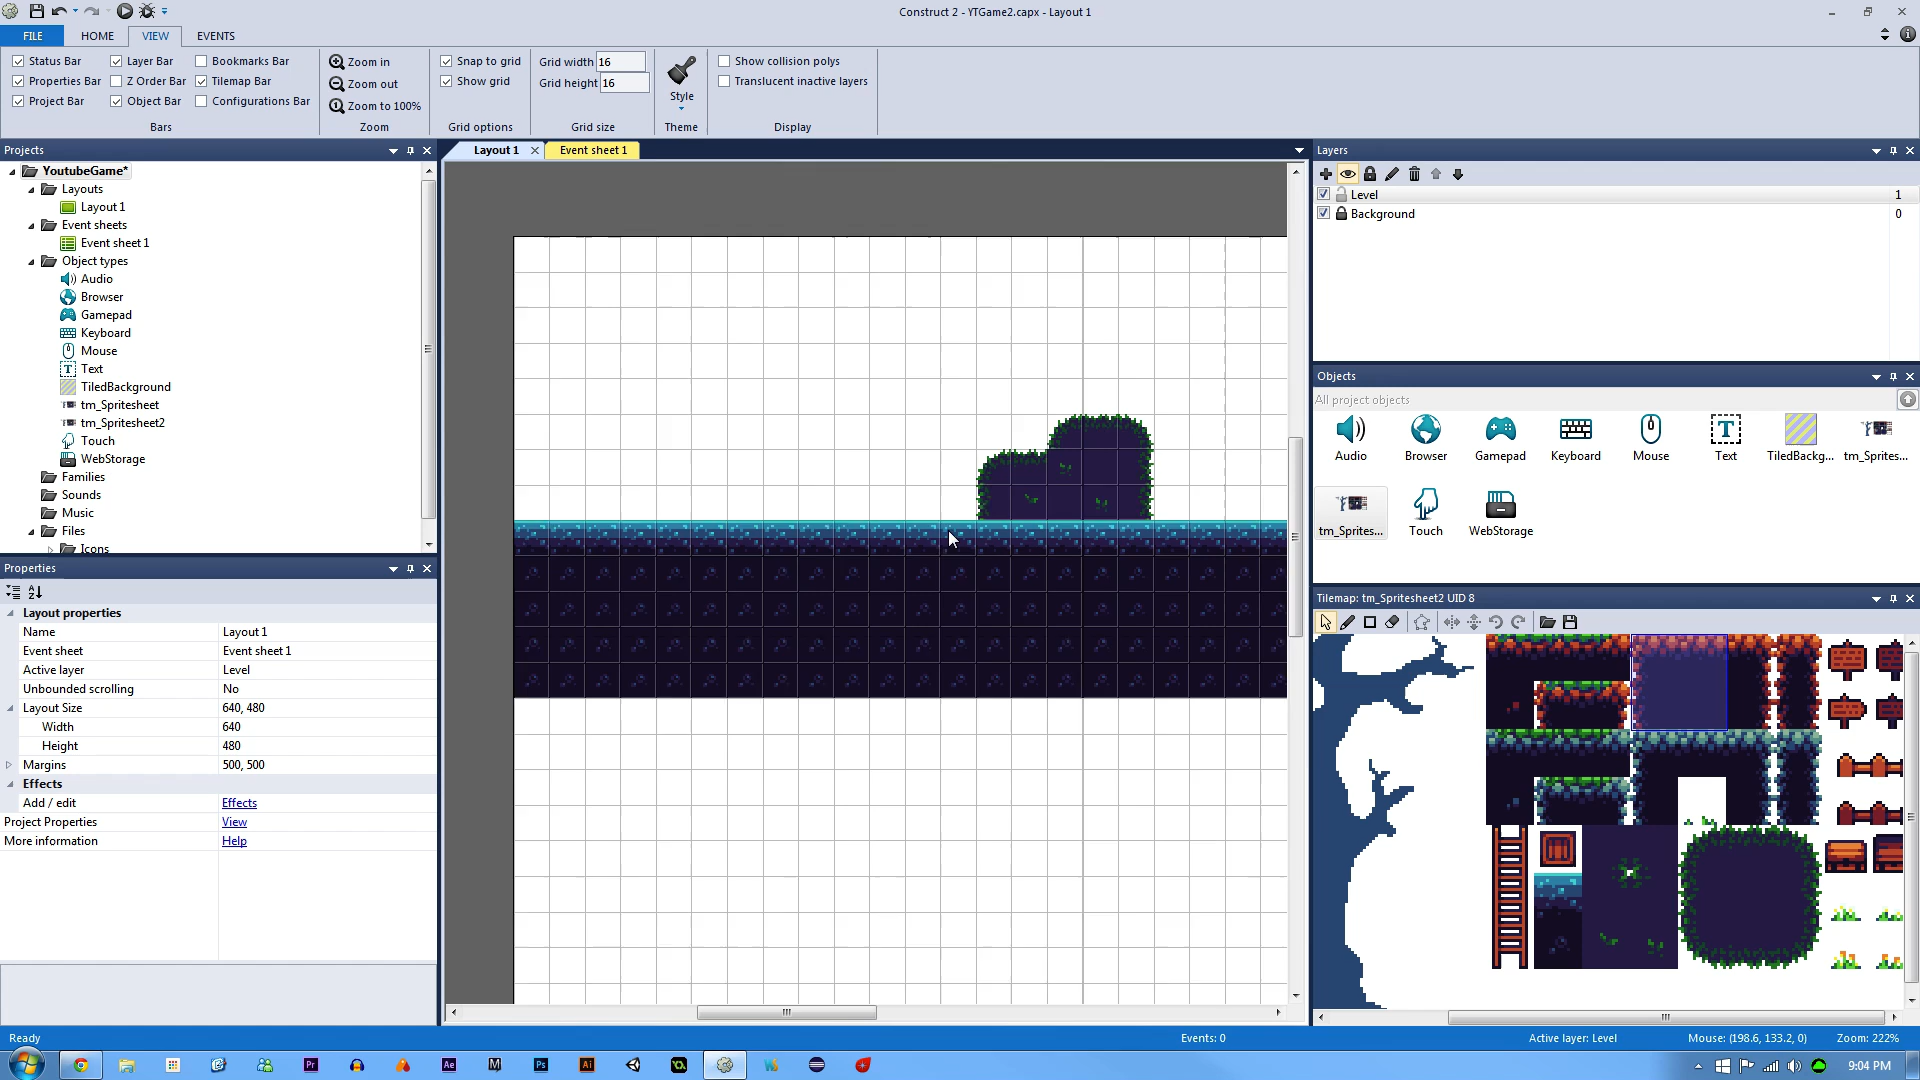 Construct 2 - YTGame2.capx - Layout 1
FILE HOME VIEW EVENTS
Status Bar Layer Bar Bookmarks Bar
Properties Bar Z Order Bar Tilemap Bar
Project Bar Object Bar Configurations Bar
Bars
Zoom in
Zoom out
Zoom to 100%
Zoom
Snap to grid
Show grid
Grid options
Grid width 16
Grid height 16
Grid size
Style
Theme
Show collision polys
Translucent inactive layers
Display
Projects
YoutubeGame*
Layouts
Layout 1
Event sheets
Event sheet 1
Object types
Audio
Browser
Gamepad
Keyboard
Mouse
Text
TiledBackground
tm_Spritesheet
tm_Spritesheet2
Touch
WebStorage
Families
Sounds
Music
Files
Icons
Properties
Layout properties
Name Layout 1
Event sheet Event sheet 1
Active layer Level
Unbounded scrolling No
Layout Size 640, 480
Width 640
Height 480
Margins 500, 500
Effects
Add / edit Effects
Project Properties View
More information Help
Layout 1 Event sheet 1
Layers
Level 1
Background 0
Objects
All project objects
Audio Browser Gamepad Keyboard Mouse Text TiledBackg... tm_Sprites...
tm_Sprites... Touch WebStorage
Tilemap: tm_Spritesheet2 UID 8
Ready Events: 0 Active layer: Level Mouse: (198.6, 133.2, 0) Zoom: 222%
9:04 PM